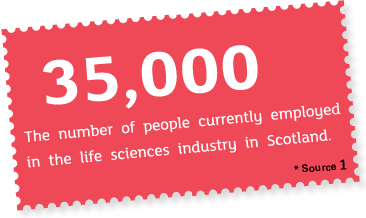 35,000
The number of people currently employed
in the life sciences industry in Scotland.
* Source 1